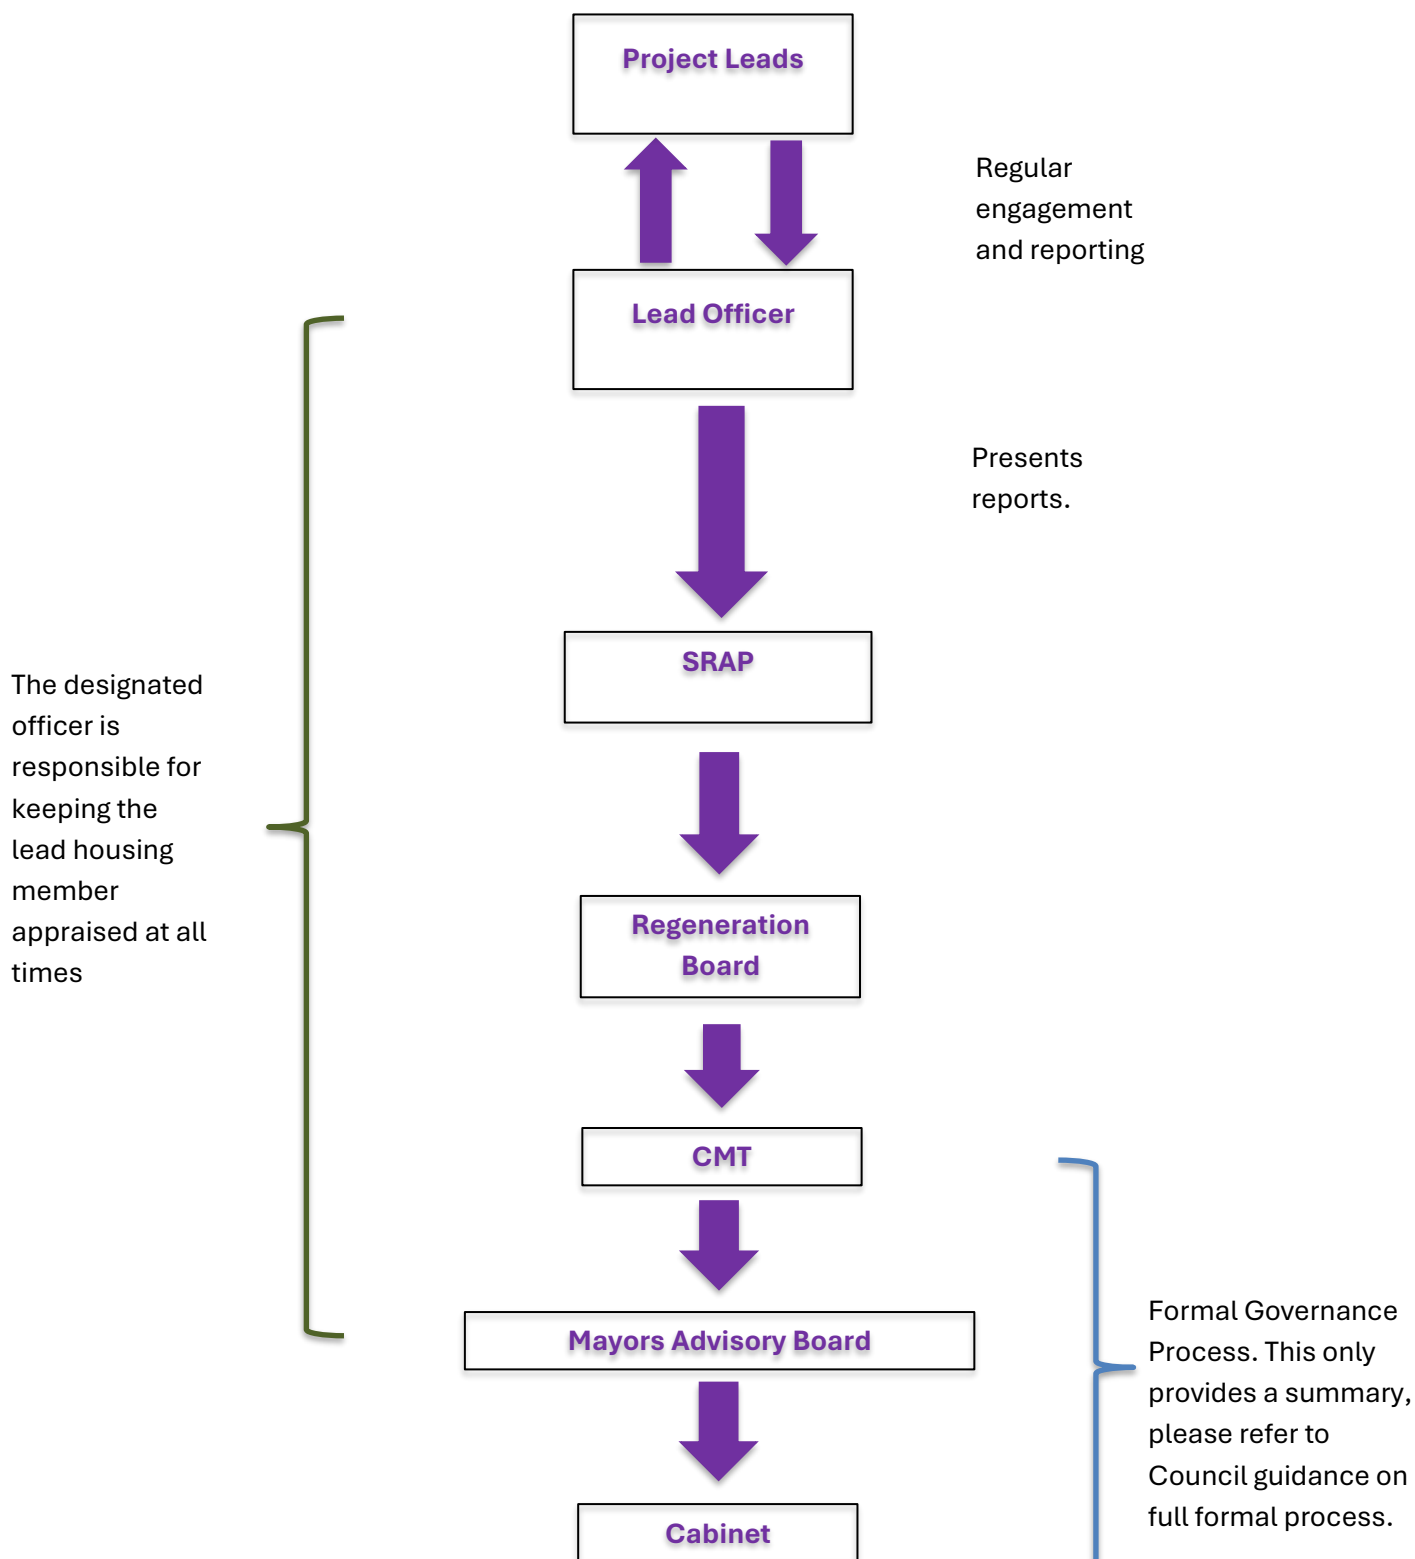 Project Leads
Regular
engagement
and reporting
Lead Officer
Presents
reports.
SRAP
The designated
officer is
responsible for
keeping the
lead housing
member
appraised at all
times
Regeneration
Board
CMT
Mayors Advisory Board
Formal Governance
Process. This only
provides a summary,
please refer to
Council guidance on
full formal process.
Cabinet